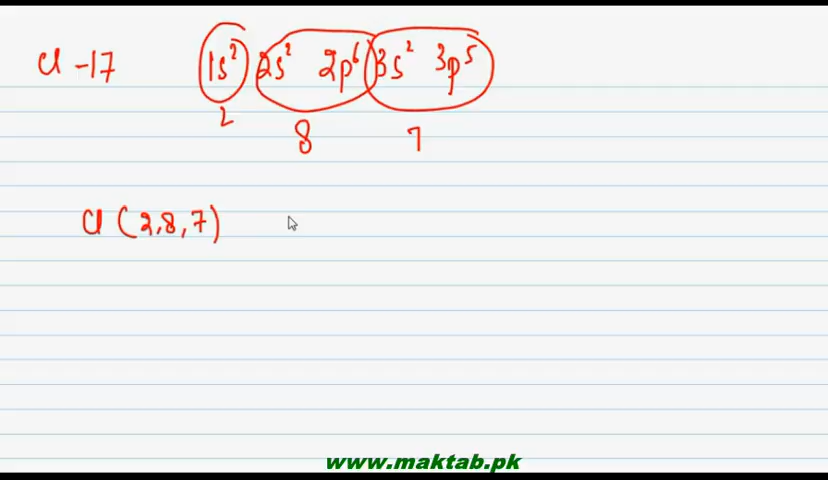 Cl -17 1s² 2s² 2p⁶ 3s² 3p⁵
2 8 7
Cl (2,8,7)
www.maktab.pk